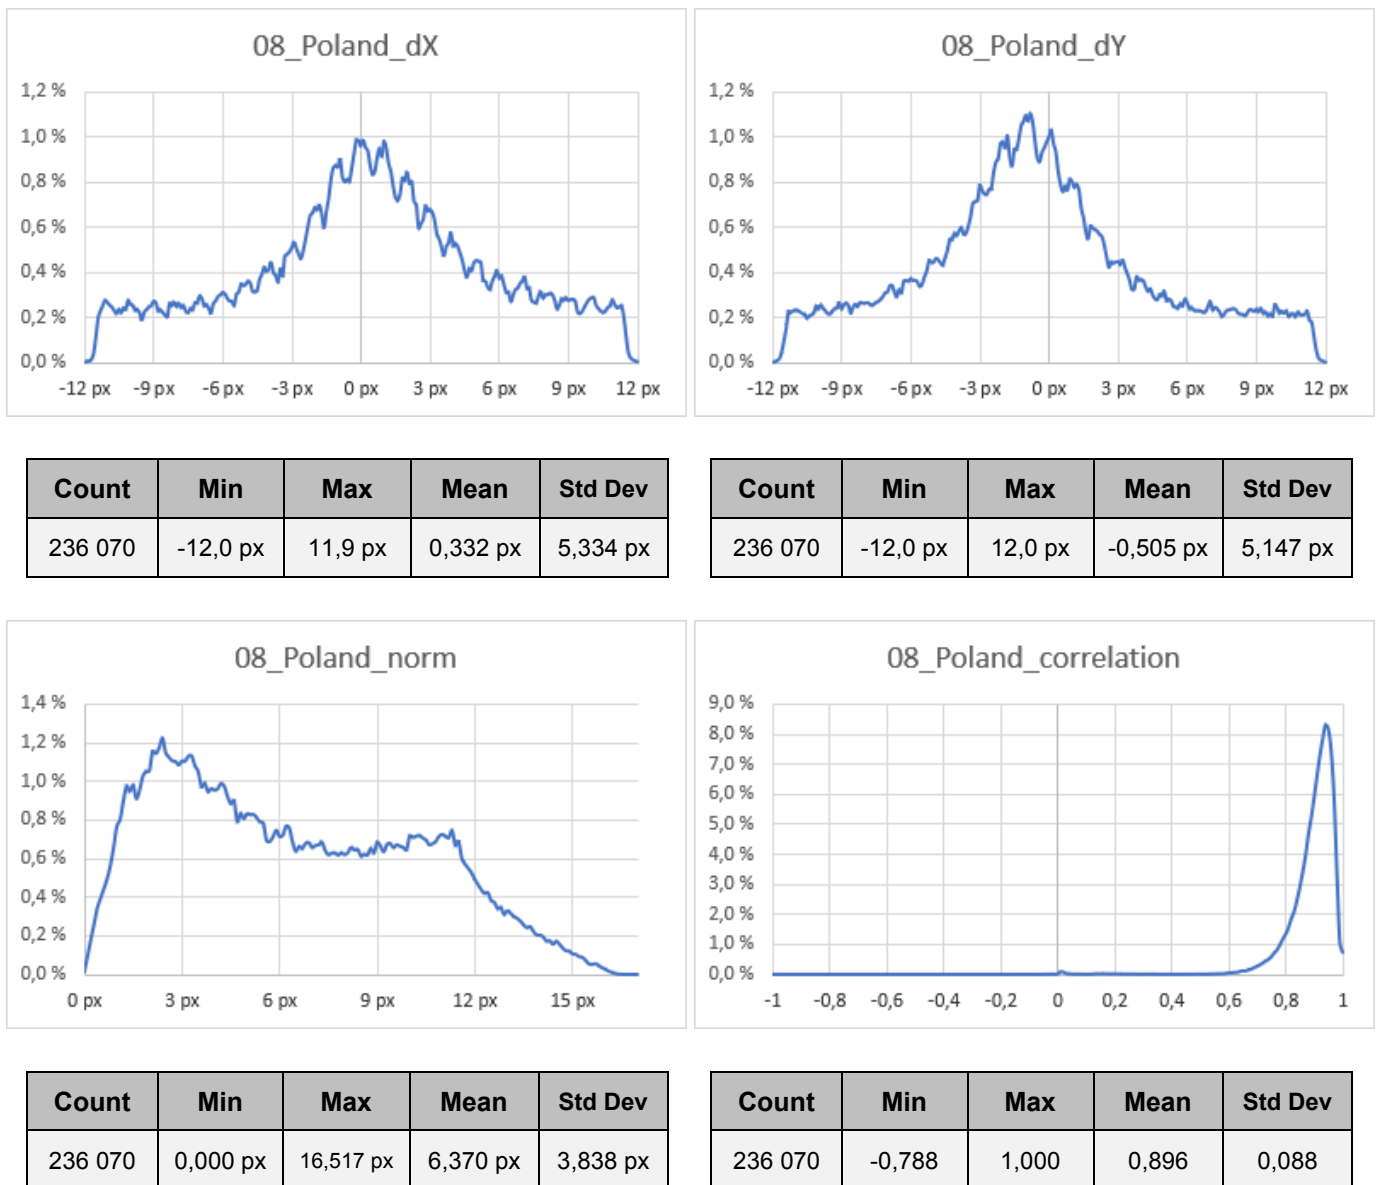 08_Poland_dX
1,2 %
1,0 %
0,8 %
0,6 %
0,4 %
0,2 %
0,0 %
-12 px -9 px -6 px -3 px 0 px 3 px 6 px 9 px 12 px
08_Poland_dY
1,2 %
1,0 %
0,8 %
0,6 %
0,4 %
0,2 %
0,0 %
-12 px -9 px -6 px -3 px 0 px 3 px 6 px 9 px 12 px
Count Min Max Mean Std Dev
236 070 -12,0 px 11,9 px 0,332 px 5,334 px
Count Min Max Mean Std Dev
236 070 -12,0 px 12,0 px -0,505 px 5,147 px
08_Poland_norm
1,4 %
1,2 %
1,0 %
0,8 %
0,6 %
0,4 %
0,2 %
0,0 %
0 px 3 px 6 px 9 px 12 px 15 px
08_Poland_correlation
9,0 %
8,0 %
7,0 %
6,0 %
5,0 %
4,0 %
3,0 %
2,0 %
1,0 %
0,0 %
-1 -0,8 -0,6 -0,4 -0,2 0 0,2 0,4 0,6 0,8 1
Count Min Max Mean Std Dev
236 070 0,000 px 16,517 px 6,370 px 3,838 px
Count Min Max Mean Std Dev
236 070 -0,788 1,000 0,896 0,088